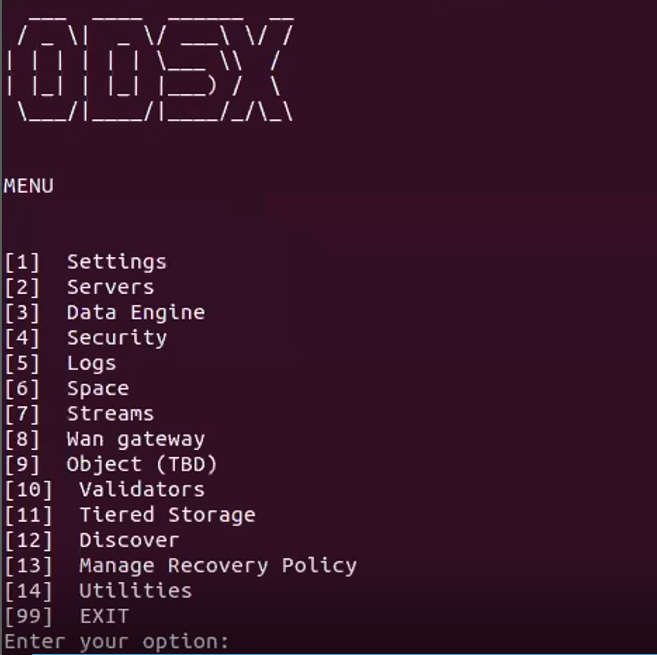 ODSX
MENU
[1] Settings
[2] Servers
[3] Data Engine
[4] Security
[5] Logs
[6] Space
[7] Streams
[8] Wan gateway
[9] Object (TBD)
[10] Validators
[11] Tiered Storage
[12] Discover
[13] Manage Recovery Policy
[14] Utilities
[99] EXIT
Enter your option: